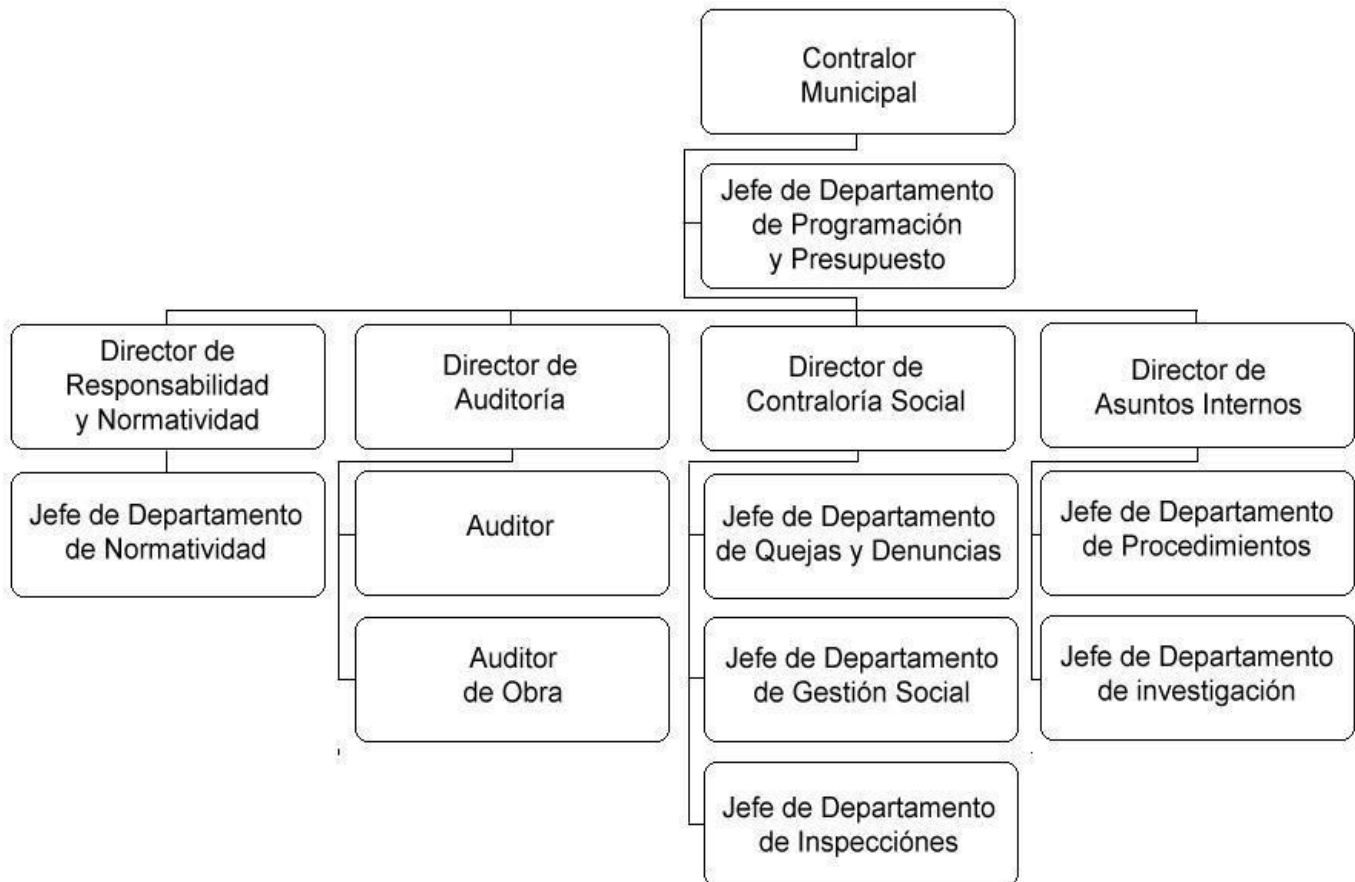 Contralor
Municipal
Jefe de Departamento
de Programación
y Presupuesto
Director de
Responsabilidad
y Normatividad
Director de
Auditoría
Director de
Contraloría Social
Director de
Asuntos Internos
Jefe de Departamento
de Normatividad
Auditor
Jefe de Departamento
de Quejas y Denuncias
Jefe de Departamento
de Procedimientos
Auditor
de Obra
Jefe de Departamento
de Gestión Social
Jefe de Departamento
de investigación
Jefe de Departamento
de Inspecciónes